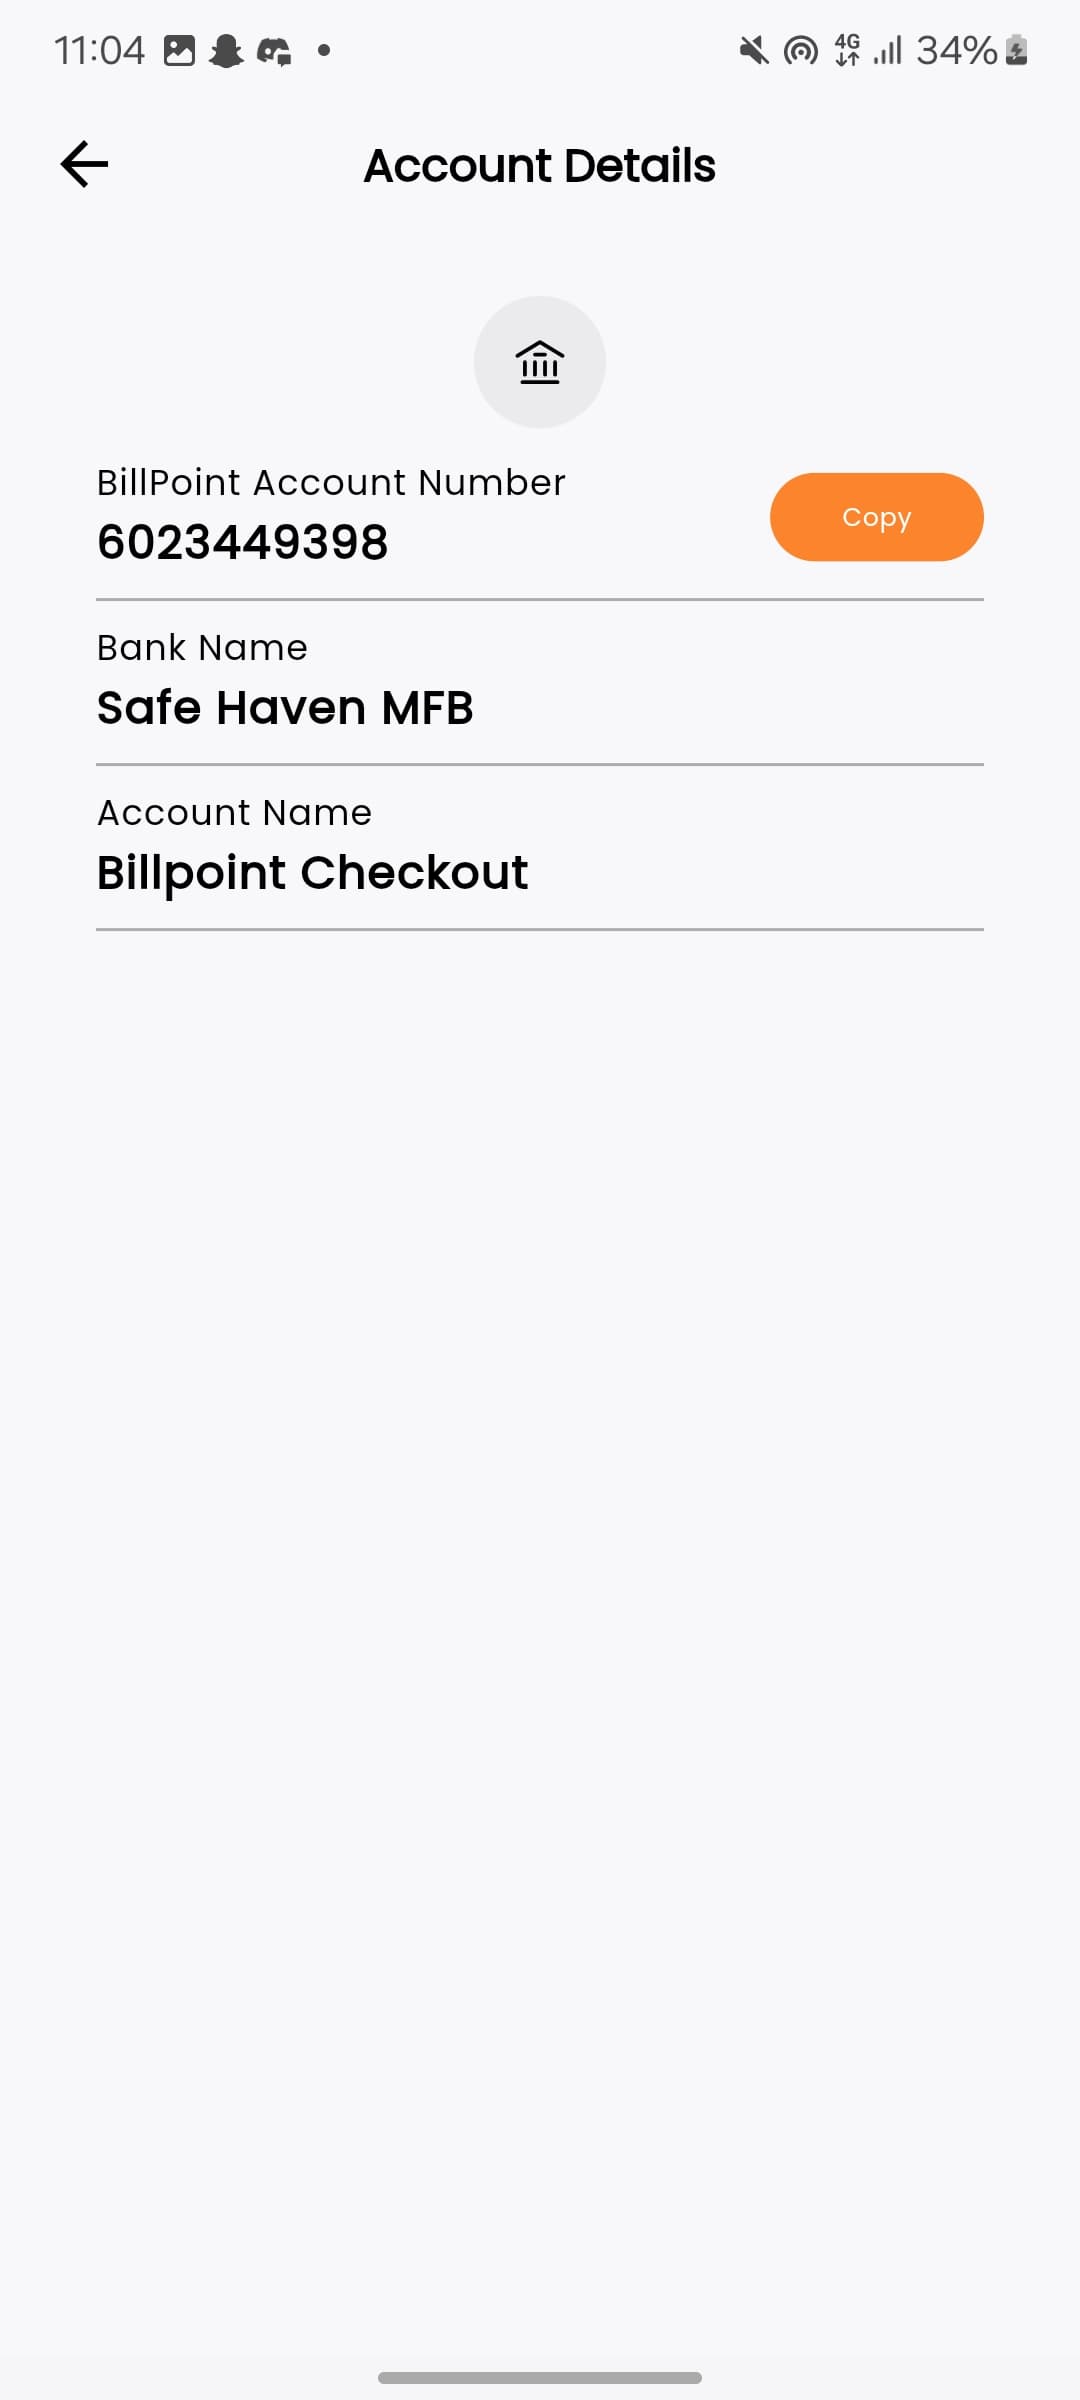 11:04
4G
34%
Account Details
BillPoint Account Number
6023449398
Copy
Bank Name
Safe Haven MFB
Account Name
Billpoint Checkout